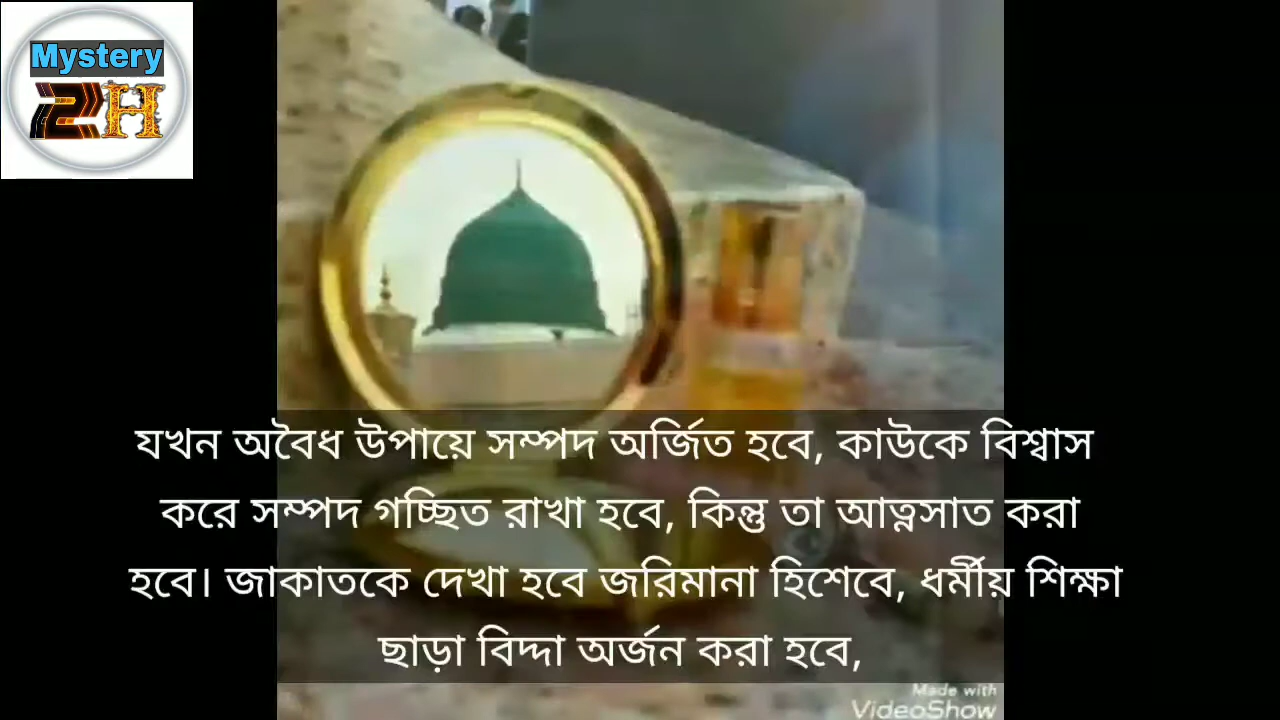 Mystery
2H
যখন অবৈধ উপায়ে সম্পদ অর্জিত হবে, কাউকে বিশ্বাস
করে সম্পদ গচ্ছিত রাখা হবে, কিন্তু তা আত্নসাত করা
হবে। জাকাতকে দেখা হবে জরিমানা হিশেবে, ধর্মীয় শিক্ষা
ছাড়া বিদ্দা অর্জন করা হবে,
Made with
VideoShow